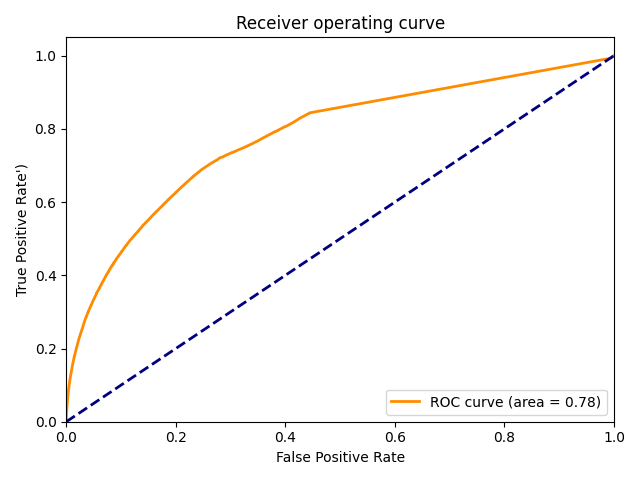 Receiver operating curve
1.0
0.8
0.6
0.4
0.2
0.0
True Positive Rate')
0.0 0.2 0.4 0.6 0.8 1.0
False Positive Rate
ROC curve (area = 0.78)